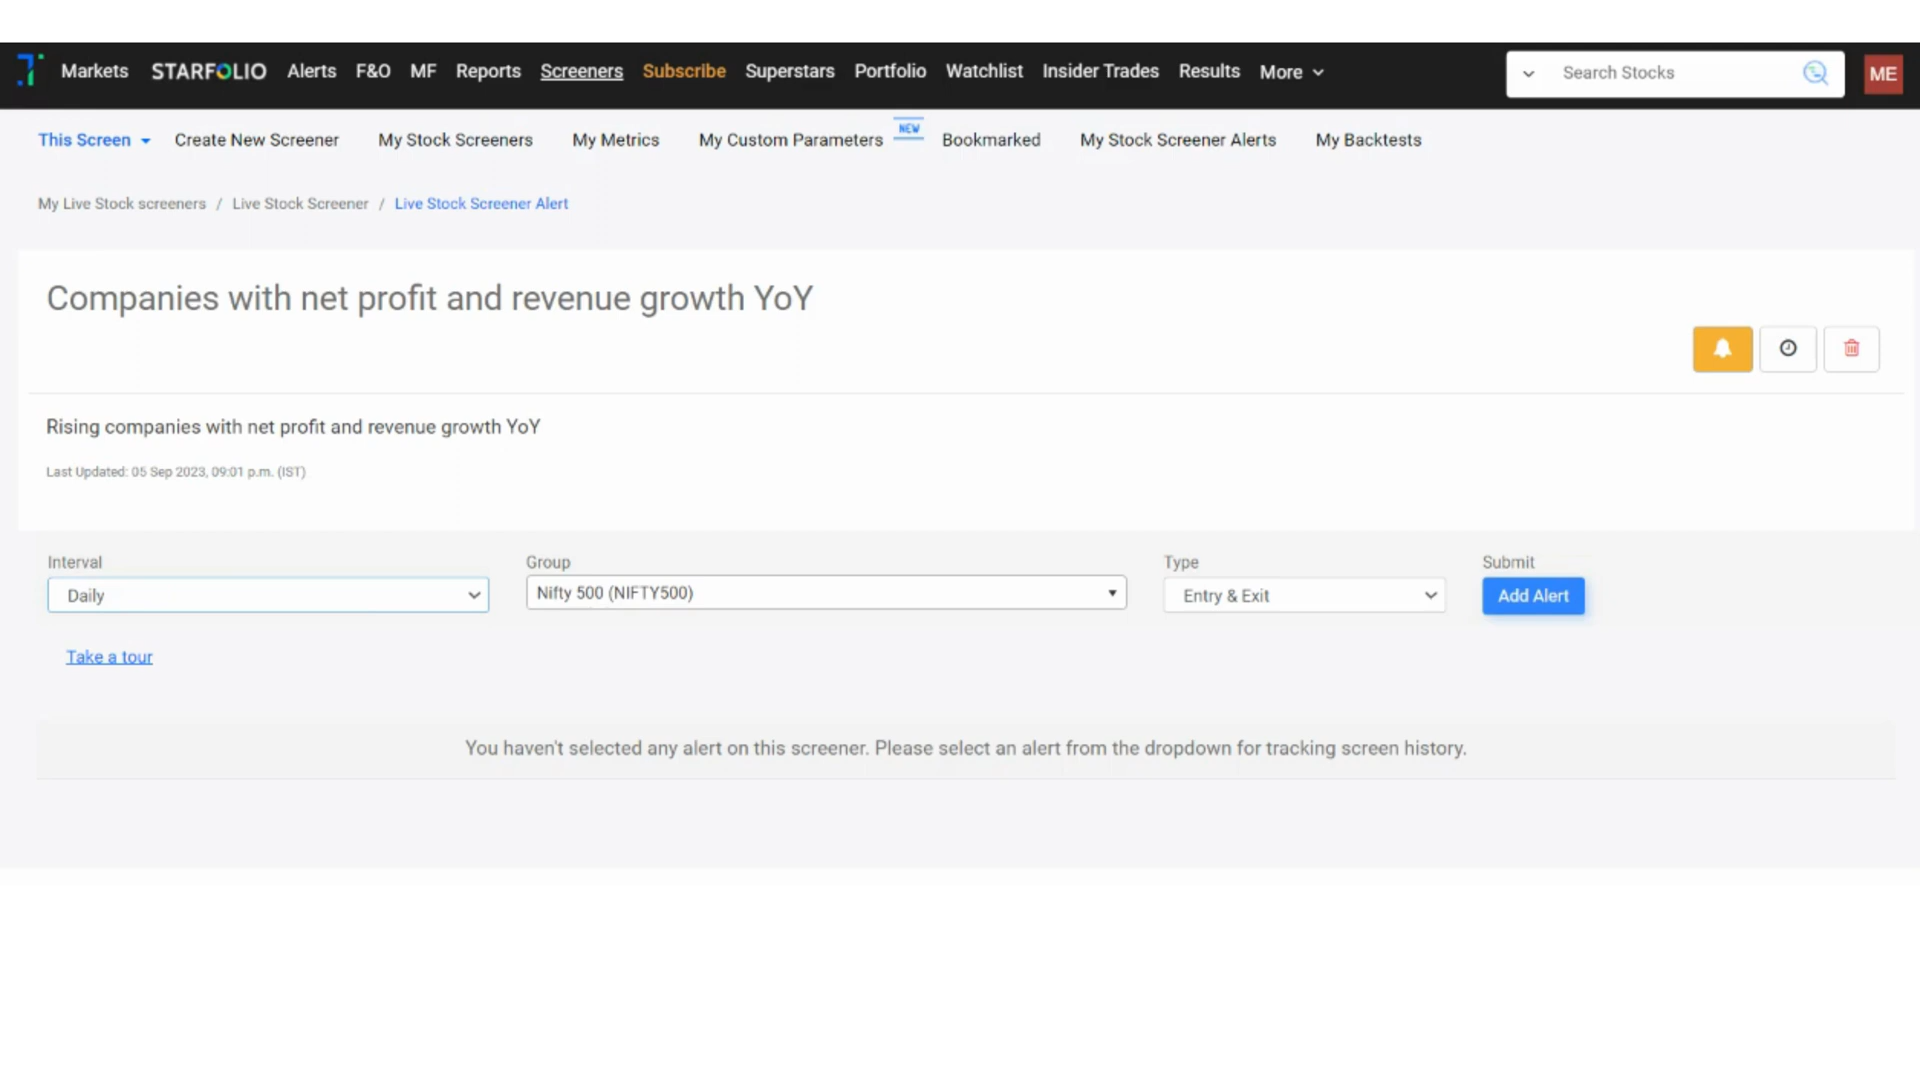 Markets STARFOLIO Alerts F&O MF Reports Screeners Subscribe Superstars Portfolio Watchlist Insider Trades Results More Search Stocks ME
This Screen Create New Screener My Stock Screeners My Metrics My Custom Parameters NEW Bookmarked My Stock Screener Alerts My Backtests
My Live Stock screeners / Live Stock Screener / Live Stock Screener Alert
Companies with net profit and revenue growth YoY
Rising companies with net profit and revenue growth YoY
Last Updated: 05 Sep 2023, 09:01 p.m. (IST)
Interval Group Type Submit
Daily Nifty 500 (NIFTY500) Entry & Exit Add Alert
Take a tour
You haven't selected any alert on this screener. Please select an alert from the dropdown for tracking screen history.